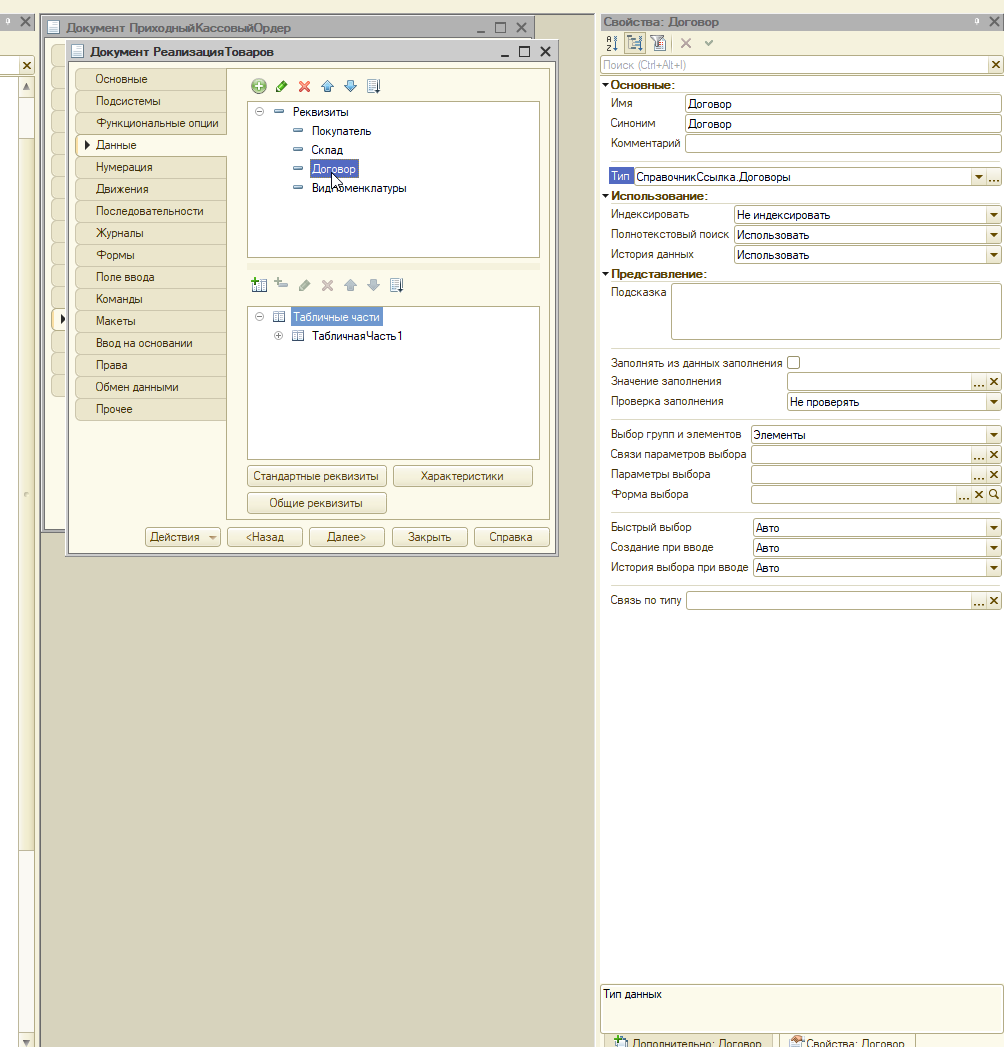 Документ ПриходныйКассовыйОрдер
Документ РеализацияТоваров
Основные
Подсистемы
Функциональные опции
Данные
Нумерация
Движения
Последовательности
Журналы
Формы
Поле ввода
Команды
Макеты
Ввод на основании
Права
Обмен данными
Прочее
Реквизиты
Покупатель
Склад
Договор
ВидНоменклатуры
Табличные части
ТабличнаяЧасть1
Стандартные реквизиты
Характеристики
Общие реквизиты
Действия
<Назад
Далее>
Закрыть
Справка
Свойства: Договор
Поиск (Ctrl+Alt+I)
Основные:
Имя Договор
Синоним Договор
Комментарий
Тип СправочникСсылка.Договоры
Использование:
Индексировать Не индексировать
Полнотекстовый поиск Использовать
История данных Использовать
Представление:
Подсказка
Заполнять из данных заполнения
Значение заполнения
Проверка заполнения Не проверять
Выбор групп и элементов Элементы
Связи параметров выбора
Параметры выбора
Форма выбора
Быстрый выбор Авто
Создание при вводе Авто
История выбора при вводе Авто
Связь по типу
Тип данных
Дополнительно: Договор
Свойства: Договор